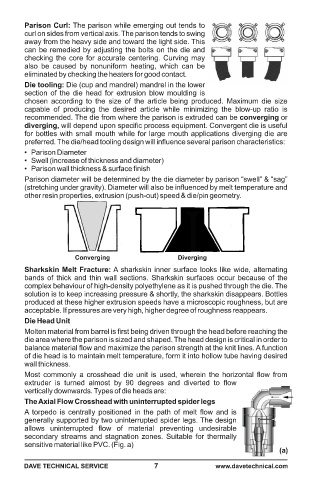 Parison Curl: The parison while emerging out tends to
curl on sides from vertical axis. The parison tends to swing
away from the heavy side and toward the light side. This
can be remedied by adjusting the bolts on the die and
checking the core for accurate centering. Curving may
also be caused by nonuniform heating, which can be
eliminated by checking the heaters for good contact.
Die tooling: Die (cup and mandrel) mandrel in the lower
section of the die head for extrusion blow moulding is
chosen according to the size of the article being produced. Maximum die size
capable of producing the desired article while minimizing the blow-up ratio is
recommended. The die from where the parison is extruded can be converging or
diverging, will depend upon specific process equipment. Convergent die is useful
for bottles with small mouth while for large mouth applications diverging die are
preferred. The die/head tooling design will influence several parison characteristics:
• Parison Diameter
• Swell (increase of thickness and diameter)
• Parison wall thickness & surface finish
Parison diameter will be determined by the die diameter by parison "swell" & "sag"
(stretching under gravity). Diameter will also be influenced by melt temperature and
other resin properties, extrusion (push-out) speed & die/pin geometry.
Converging Diverging
Sharkskin Melt Fracture: A sharkskin inner surface looks like wide, alternating
bands of thick and thin wall sections. Sharkskin surfaces occur because of the
complex behaviour of high-density polyethylene as it is pushed through the die. The
solution is to keep increasing pressure & shortly, the sharkskin disappears. Bottles
produced at these higher extrusion speeds have a microscopic roughness, but are
acceptable. If pressures are very high, higher degree of roughness reappears.
Die Head Unit
Molten material from barrel is first being driven through the head before reaching the
die area where the parison is sized and shaped. The head design is critical in order to
balance material flow and maximize the parison strength at the knit lines. A function
of die head is to maintain melt temperature, form it into hollow tube having desired
wall thickness.
Most commonly a crosshead die unit is used, wherein the horizontal flow from
extruder is turned almost by 90 degrees and diverted to flow
vertically downwards. Types of die heads are:
The Axial Flow Crosshead with uninterrupted spider legs
A torpedo is centrally positioned in the path of melt flow and is
generally supported by two uninterrupted spider legs. The design
allows uninterrupted flow of material preventing undesirable
secondary streams and stagnation zones. Suitable for thermally
sensitive material like PVC. (Fig. a)
(a)
DAVE TECHNICAL SERVICE 7 www.davetechnical.com